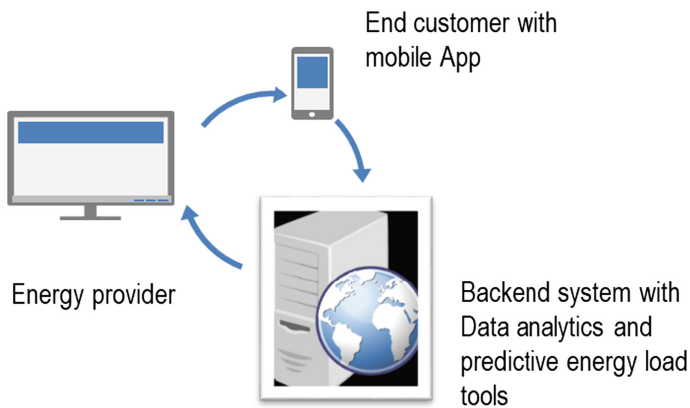 End customer with
mobile App
Energy provider
Backend system with
Data analytics and
predictive energy load
tools